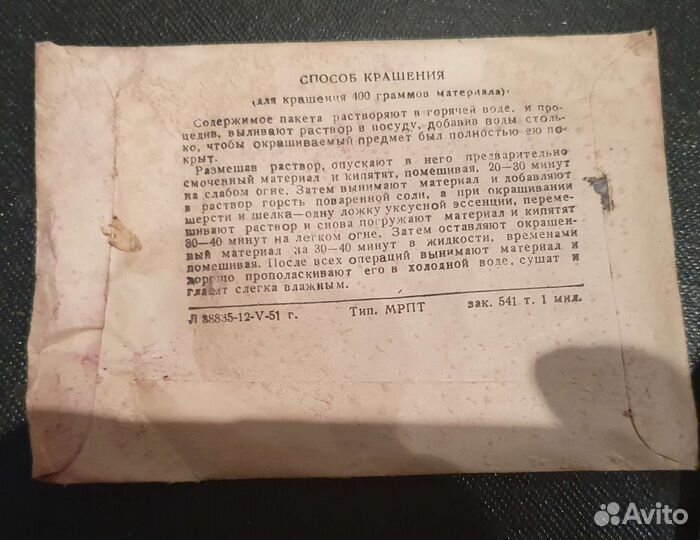 СПОСОБ КРАШЕНИЯ
(для крашения 400 граммов материала)
Содержимое пакета растворяют в горячей воде, и про-
цедив, выливают раствор в посуду, добавив воды столь-
ко, чтобы окрашиваемый предмет был полностью ею по-
крыт.
Размешав раствор, опускают в него предварительно
смоченный материал и кипятят, помешивая, 20—30 минут
на слабом огне. Затем вынимают материал и добавляют
в раствор горсть поваренной соли, а при окрашивании
шерсти и шелка—одну ложку уксусной эссенции, переме-
шивают раствор и снова погружают материал и кипятят
30—40 минут на легком огне. Затем оставляют окрашен-
ный материал на 30—40 минут в жидкости, временами
помешивая. После всех операций вынимают материал и
хорошо прополаскивают его в холодной воде, сушат и
гладят слегка влажным.
Л 38835-12-V-51 г. Тип. МРПТ зак. 541 т. 1 мил.
Avito